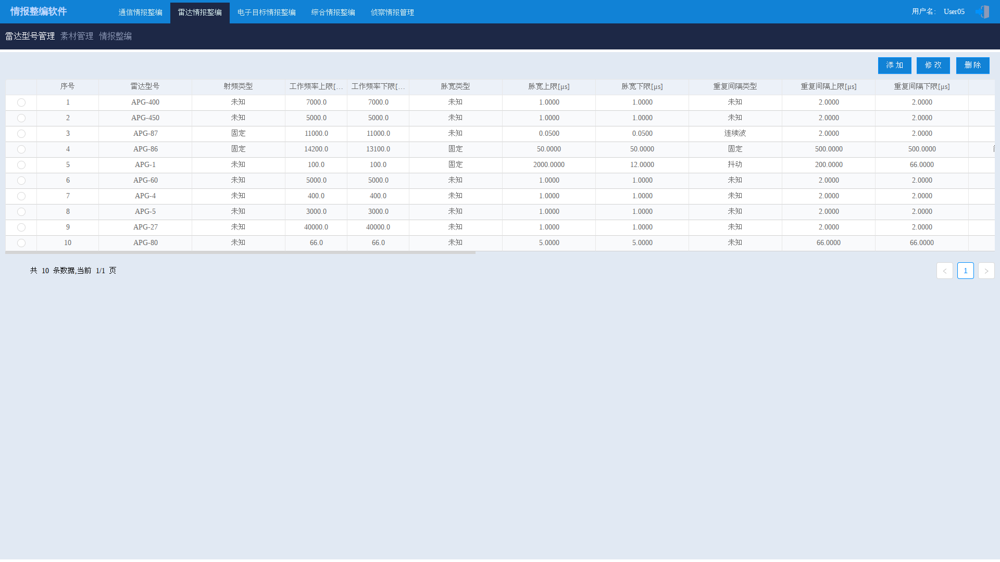 情报整编软件 通信情报整编 雷达情报整编 电子目标情报整编 综合情报整编 侦察情报管理 用户名: User05
雷达型号管理 素材管理 情报整编
添 加 修 改 删 除
序号 雷达型号 射频类型 工作频率上限[… 工作频率下限[… 脉宽类型 脉宽上限[μs] 脉宽下限[μs] 重复间隔类型 重复间隔上限[μs] 重复间隔下限[μs]
1 APG-400 未知 7000.0 7000.0 未知 1.0000 1.0000 未知 2.0000 2.0000
2 APG-450 未知 5000.0 5000.0 未知 1.0000 1.0000 未知 2.0000 2.0000
3 APG-87 固定 11000.0 11000.0 未知 0.0500 0.0500 连续波 2.0000 2.0000
4 APG-86 固定 14200.0 13100.0 固定 50.0000 50.0000 固定 500.0000 500.0000
5 APG-1 未知 100.0 100.0 固定 2000.0000 12.0000 抖动 200.0000 66.0000
6 APG-60 未知 5000.0 5000.0 未知 1.0000 1.0000 未知 2.0000 2.0000
7 APG-4 未知 400.0 400.0 未知 1.0000 1.0000 未知 2.0000 2.0000
8 APG-5 未知 3000.0 3000.0 未知 1.0000 1.0000 未知 2.0000 2.0000
9 APG-27 未知 40000.0 40000.0 未知 1.0000 1.0000 未知 2.0000 2.0000
10 APG-80 未知 66.0 66.0 未知 5.0000 5.0000 未知 66.0000 66.0000
共 10 条数据,当前 1/1 页 < 1 >